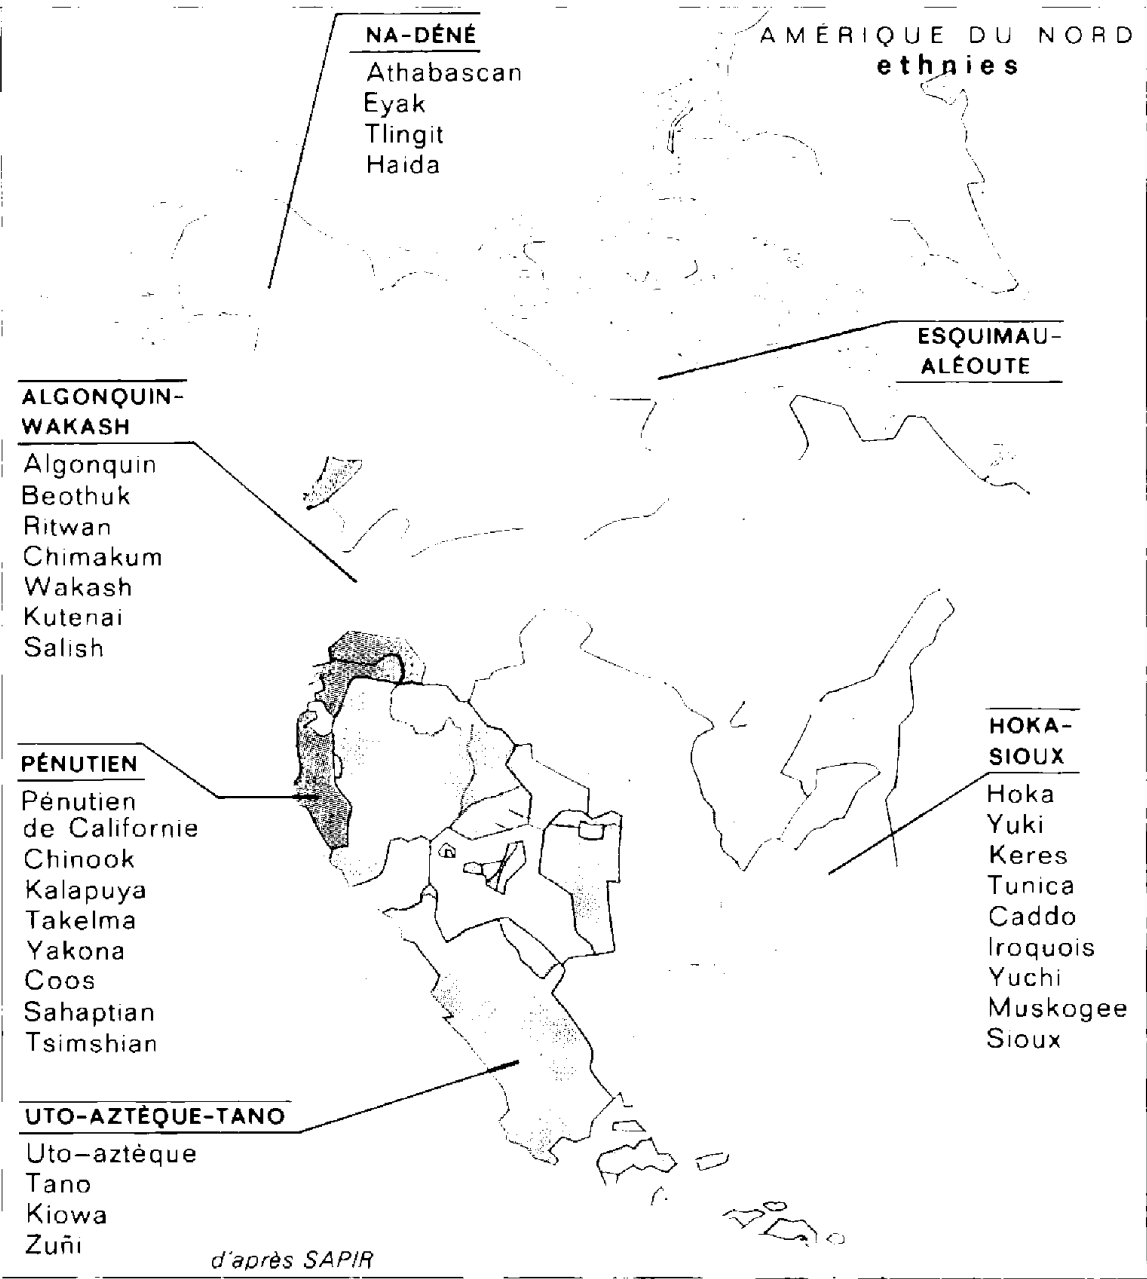 AMÉRIQUE DU NORD
ethnies
NA-DÉNÉ
Athabascan
Eyak
Tlingit
Haida
ESQUIMAU-
ALÉOUTE
ALGONQUIN-
WAKASH
Algonquin
Beothuk
Ritwan
Chimakum
Wakash
Kutenai
Salish
PÉNUTIEN
Pénutien
de Californie
Chinook
Kalapuya
Takelma
Yakona
Coos
Sahaptian
Tsimshian
HOKA-
SIOUX
Hoka
Yuki
Keres
Tunica
Caddo
Iroquois
Yuchi
Muskogee
Sioux
UTO-AZTÈQUE-TANO
Uto-aztèque
Tano
Kiowa
Zuñi
d'après SAPIR